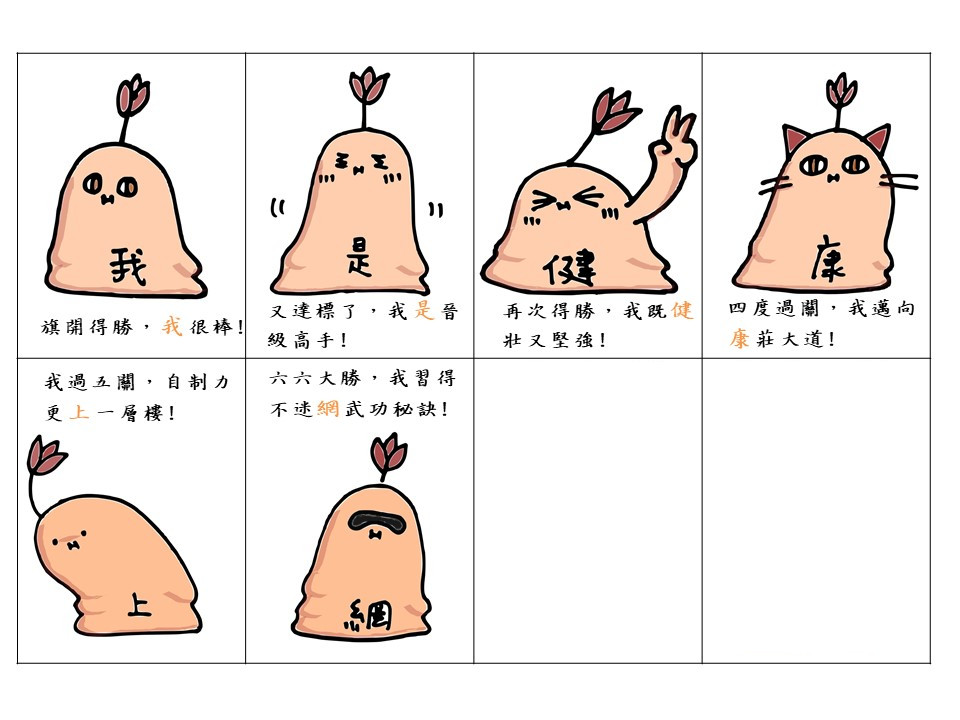 我
旗開得勝，我很棒!
是
又達標了，我是晉
級高手!
健
再次得勝，我既健
壯又堅強!
康
四度過關，我邁向
康莊大道!
我過五關，自制力
更上一層樓!
上
六六大勝，我習得
不迷網武功秘訣!
網